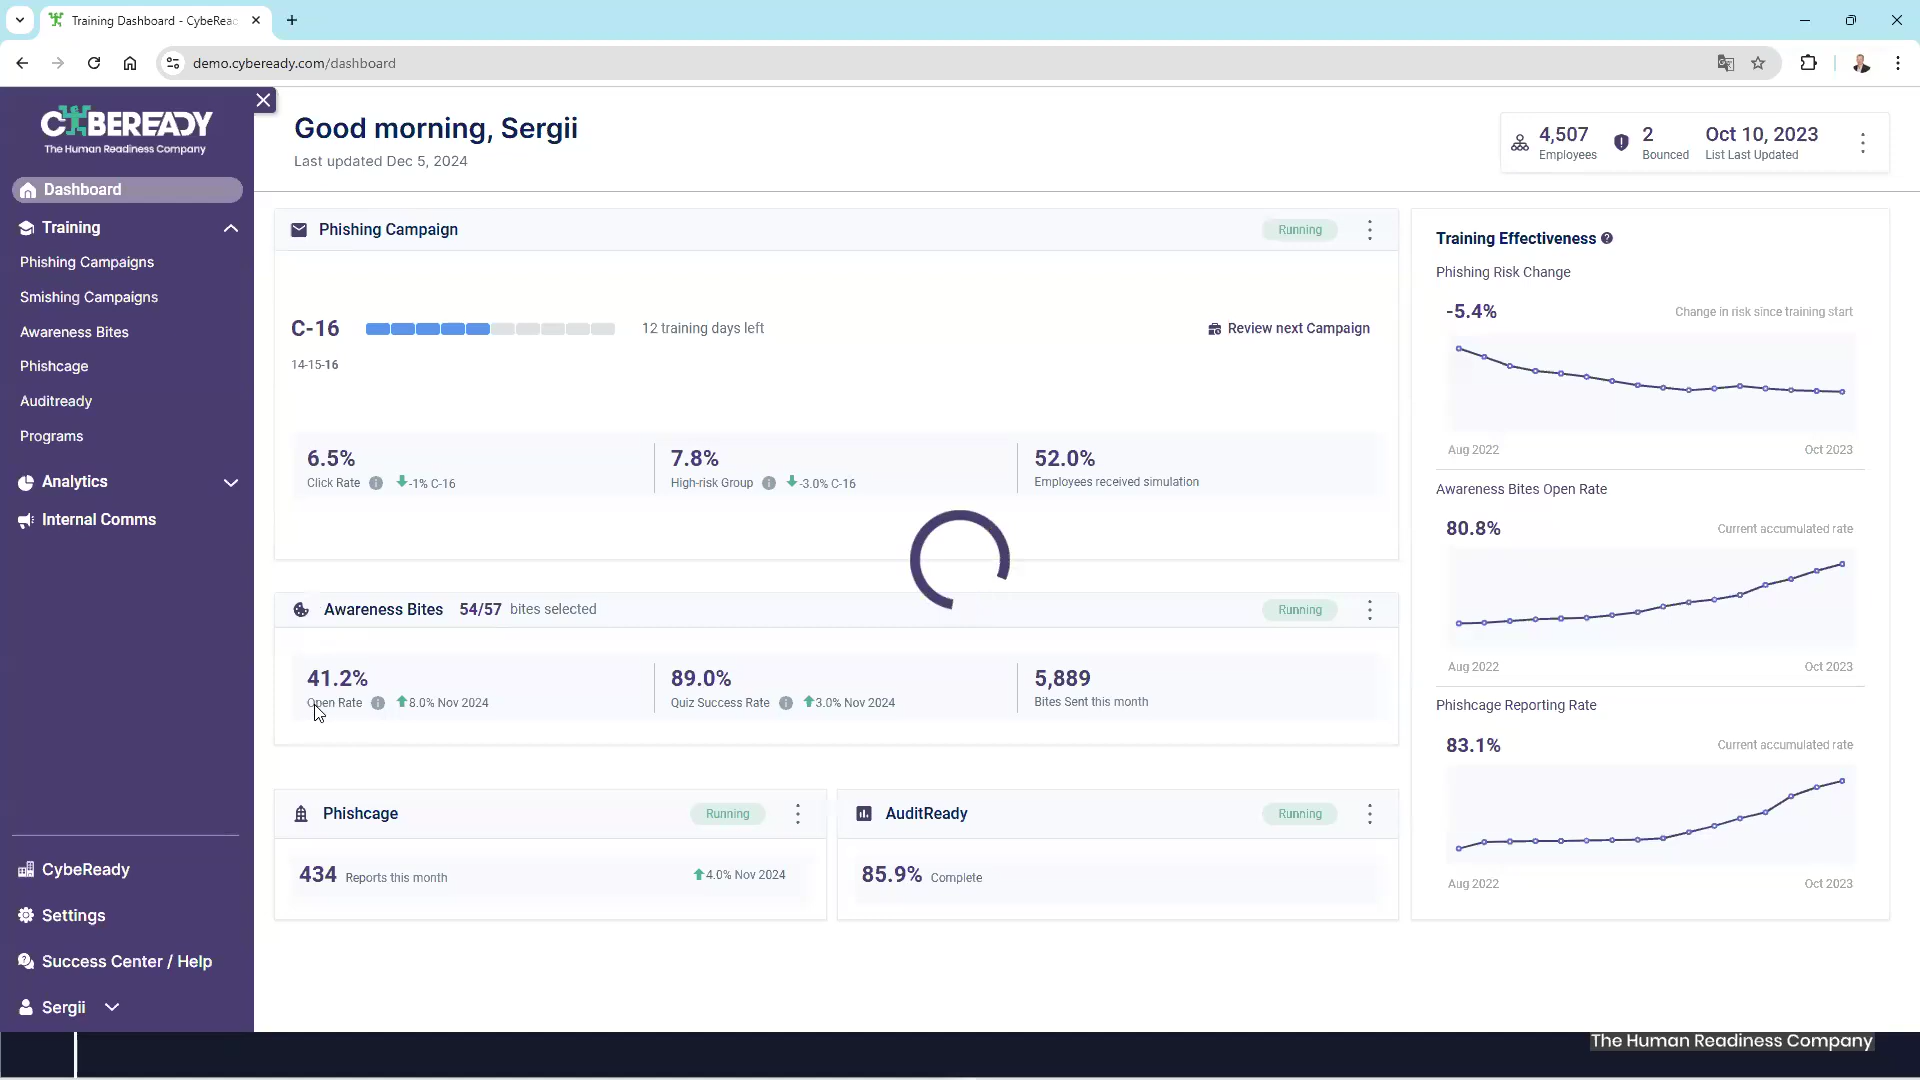 Training Dashboard - CybeReac
demo.cybeready.com/dashboard
CYBEREADY
The Human Readiness Company
Dashboard
Training
Phishing Campaigns
Smishing Campaigns
Awareness Bites
Phishcage
Auditready
Programs
Analytics
Internal Comms
CybeReady
Settings
Success Center / Help
Sergii
Good morning, Sergii
Last updated Dec 5, 2024
4,507
Employees
2
Bounced
Oct 10, 2023
List Last Updated
Phishing Campaign
Running
C-16
12 training days left
Review next Campaign
14-15-16
6.5%
Click Rate
-1% C-16
7.8%
High-risk Group
-3.0% C-16
52.0%
Employees received simulation
Awareness Bites 54/57 bites selected
Running
41.2%
Open Rate
8.0% Nov 2024
89.0%
Quiz Success Rate
3.0% Nov 2024
5,889
Bites Sent this month
Phishcage
Running
434 Reports this month
4.0% Nov 2024
AuditReady
Running
85.9% Complete
Training Effectiveness
Phishing Risk Change
-5.4%
Change in risk since training start
Aug 2022
Oct 2023
Awareness Bites Open Rate
80.8%
Current accumulated rate
Aug 2022
Oct 2023
Phishcage Reporting Rate
83.1%
Current accumulated rate
Aug 2022
Oct 2023
The Human Readiness Company